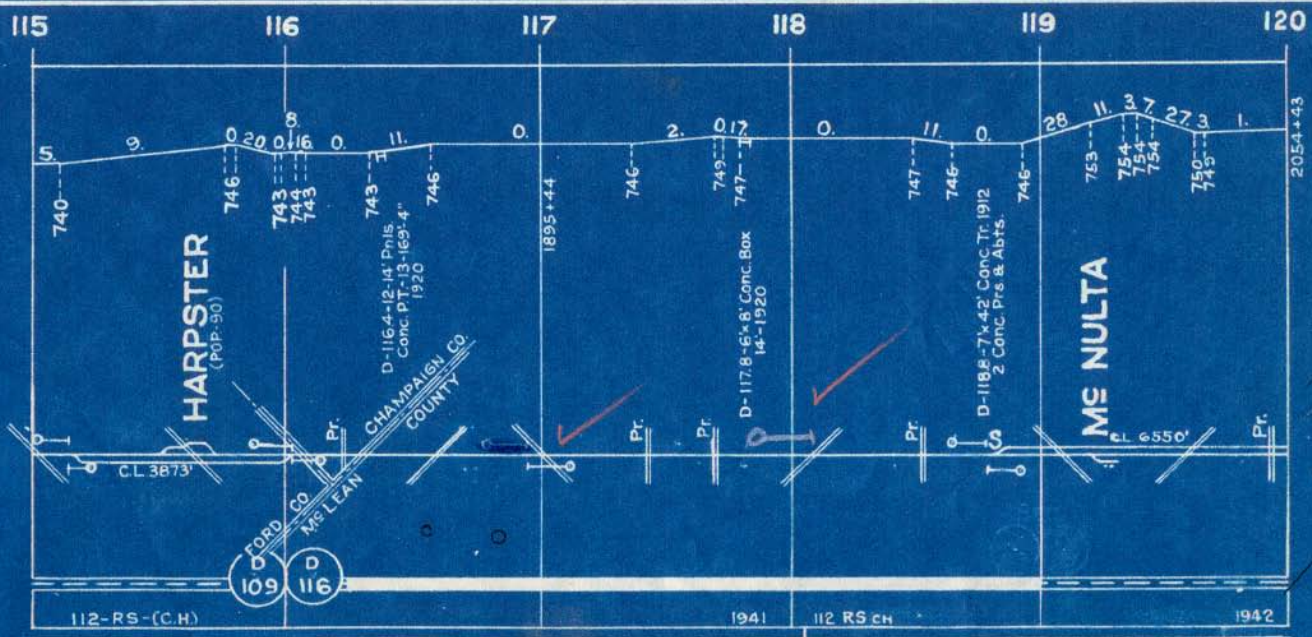 115 116 117 118 119 120
5. 9. 0. 20. 0. 8. 16. 0. 11. 0. 2. 0. 17. 0. 11. 0. 28 11. 3. 7. 27. 3. 1.
740 746 743 744 743 743 746 746 749 747 747 746 746 753 754 754 754 750 749
1895+44
2054+43
HARPSTER
(POP-90)
D-116.4-12-14' Pnls.
Conc. P.T.-13-169'-4"
1920
D-117.8-6'x8' Conc. Box
14'-1920
D-118.8-7'x42' Conc. Tr. 1912
2 Conc. Prs & Abts.
Mc NULTA
Pr. Pr. Pr. Pr. Pr.
S
C.L. 3873'
C.L. 6550'
CHAMPAIGN CO.
COUNTY
FORD CO
McLEAN
D
109
D
116
112-RS-(C.H.) 1941 112 RS CH 1942